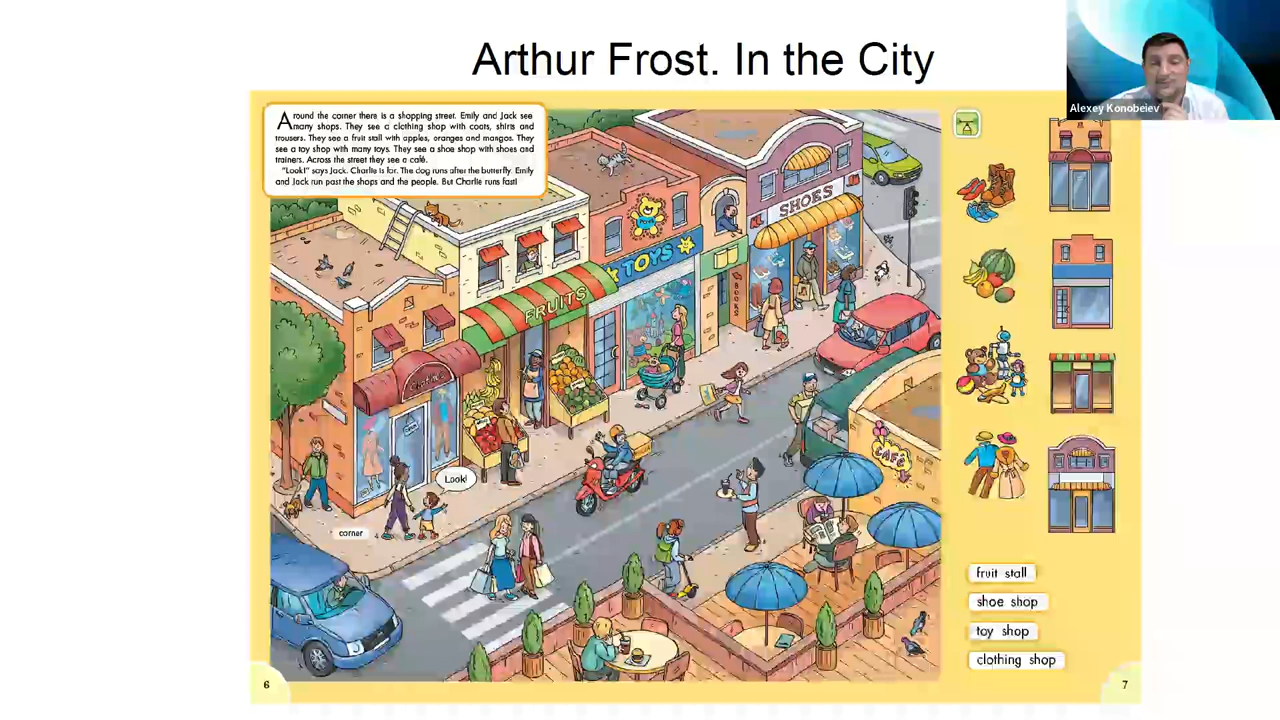 Arthur Frost. In the City
Alexey Konobeiev
Around the corner there is a shopping street. Emily and Jack see
many shops. They see a clothing shop with coats, shirts and
trousers. They see a fruit stall with apples, oranges and mangos. They
see a toy shop with many toys. They see a shoe shop with shoes and
trainers. Across the street they see a café.
"Look!" says Jack. Charlie is far. The dog runs after the butterfly. Emily
and Jack run past the shops and the people. But Charlie runs fast!
SHOES
TOYS
BOOKS
FRUITS
CAFÉ
Look!
corner
fruit stall
shoe shop
toy shop
clothing shop
6
7